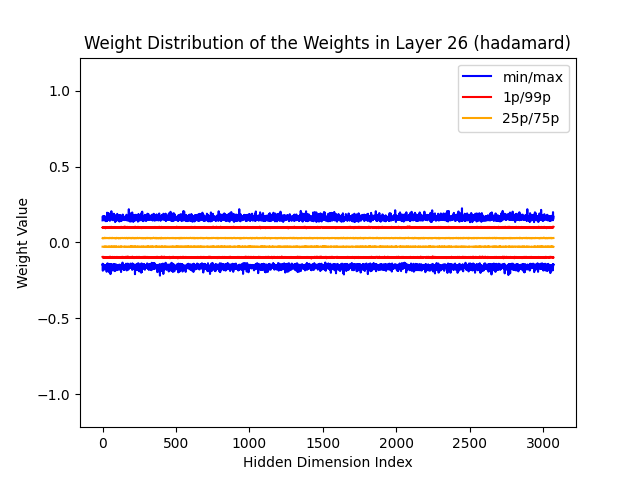 Weight Distribution of the Weights in Layer 26 (hadamard)
min/max
1p/99p
25p/75p
Weight Value
1.0
0.5
0.0
−0.5
−1.0
0 500 1000 1500 2000 2500 3000
Hidden Dimension Index